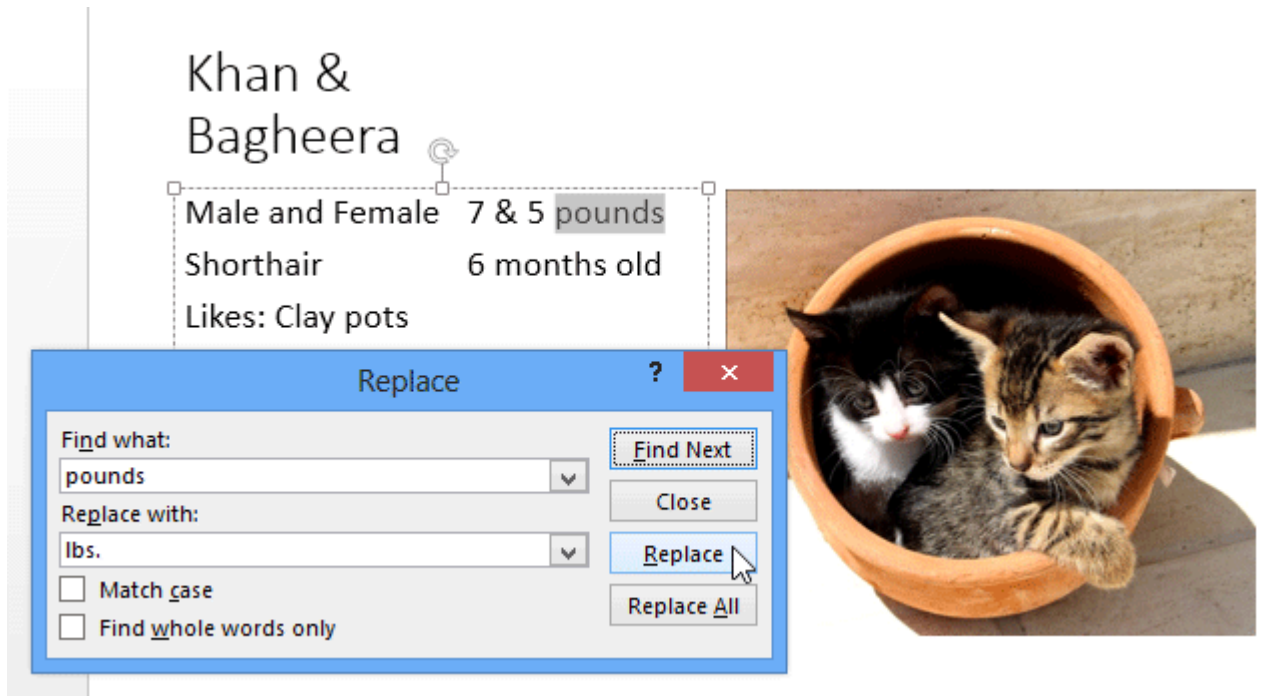 Khan &
Bagheera
Male and Female 7 & 5 pounds
Shorthair 6 months old
Likes: Clay pots
Replace ? ×
Find what:
pounds
Find Next
Close
Replace with:
lbs.
Replace
Match case
Replace All
Find whole words only